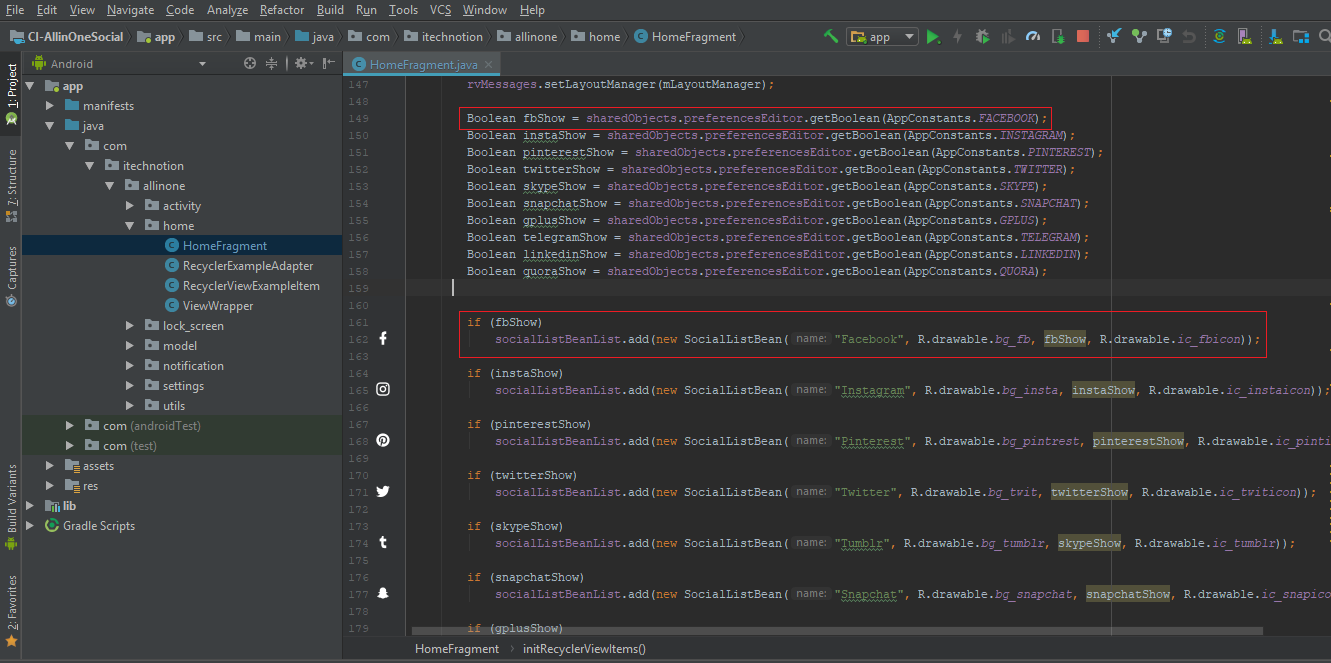 File Edit View Navigate Code Analyze Refactor Build Run Tools VCS Window Help
CI-AllinOneSocial app src main java com itechnotion allinone home HomeFragment app
1: Project
Z: Structure
Captures
Build Variants
2: Favorites
Android
app
manifests
java
com
itechnotion
allinone
activity
home
HomeFragment
RecyclerExampleAdapter
RecyclerViewExampleItem
ViewWrapper
lock_screen
model
notification
settings
utils
com (androidTest)
com (test)
assets
res
lib
Gradle Scripts
HomeFragment.java
147 rvMessages.setLayoutManager(mLayoutManager);
148
149 Boolean fbShow = sharedObjects.preferencesEditor.getBoolean(AppConstants.FACEBOOK);
150 Boolean instaShow = sharedObjects.preferencesEditor.getBoolean(AppConstants.INSTAGRAM);
151 Boolean pinterestShow = sharedObjects.preferencesEditor.getBoolean(AppConstants.PINTEREST);
152 Boolean twitterShow = sharedObjects.preferencesEditor.getBoolean(AppConstants.TWITTER);
153 Boolean skypeShow = sharedObjects.preferencesEditor.getBoolean(AppConstants.SKYPE);
154 Boolean snapchatShow = sharedObjects.preferencesEditor.getBoolean(AppConstants.SNAPCHAT);
155 Boolean gplusShow = sharedObjects.preferencesEditor.getBoolean(AppConstants.GPLUS);
156 Boolean telegramShow = sharedObjects.preferencesEditor.getBoolean(AppConstants.TELEGRAM);
157 Boolean linkedinShow = sharedObjects.preferencesEditor.getBoolean(AppConstants.LINKEDIN);
158 Boolean quoraShow = sharedObjects.preferencesEditor.getBoolean(AppConstants.QUORA);
159
160
161 if (fbShow)
162 socialListBeanList.add(new SocialListBean( name: "Facebook", R.drawable.bg_fb, fbShow, R.drawable.ic_fbicon));
163
164 if (instaShow)
165 socialListBeanList.add(new SocialListBean( name: "Instagram", R.drawable.bg_insta, instaShow, R.drawable.ic_instaicon));
166
167 if (pinterestShow)
168 socialListBeanList.add(new SocialListBean( name: "Pinterest", R.drawable.bg_pintrest, pinterestShow, R.drawable.ic_pinti
169
170 if (twitterShow)
171 socialListBeanList.add(new SocialListBean( name: "Twitter", R.drawable.bg_twit, twitterShow, R.drawable.ic_twiticon));
172
173 if (skypeShow)
174 socialListBeanList.add(new SocialListBean( name: "Tumblr", R.drawable.bg_tumblr, skypeShow, R.drawable.ic_tumblr));
175
176 if (snapchatShow)
177 socialListBeanList.add(new SocialListBean( name: "Snapchat", R.drawable.bg_snapchat, snapchatShow, R.drawable.ic_snapico
178
179 if (gplusShow)
HomeFragment initRecyclerViewItems()